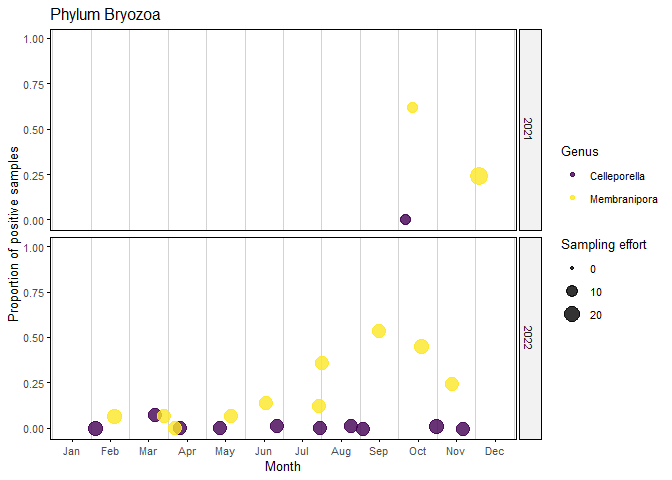 Phylum Bryozoa
Proportion of positive samples
1.00
0.75
0.50
0.25
0.00
2021
1.00
0.75
0.50
0.25
0.00
2022
Jan Feb Mar Apr May Jun Jul Aug Sep Oct Nov Dec
Month
Genus
Celleporella
Membranipora
Sampling effort
0
10
20